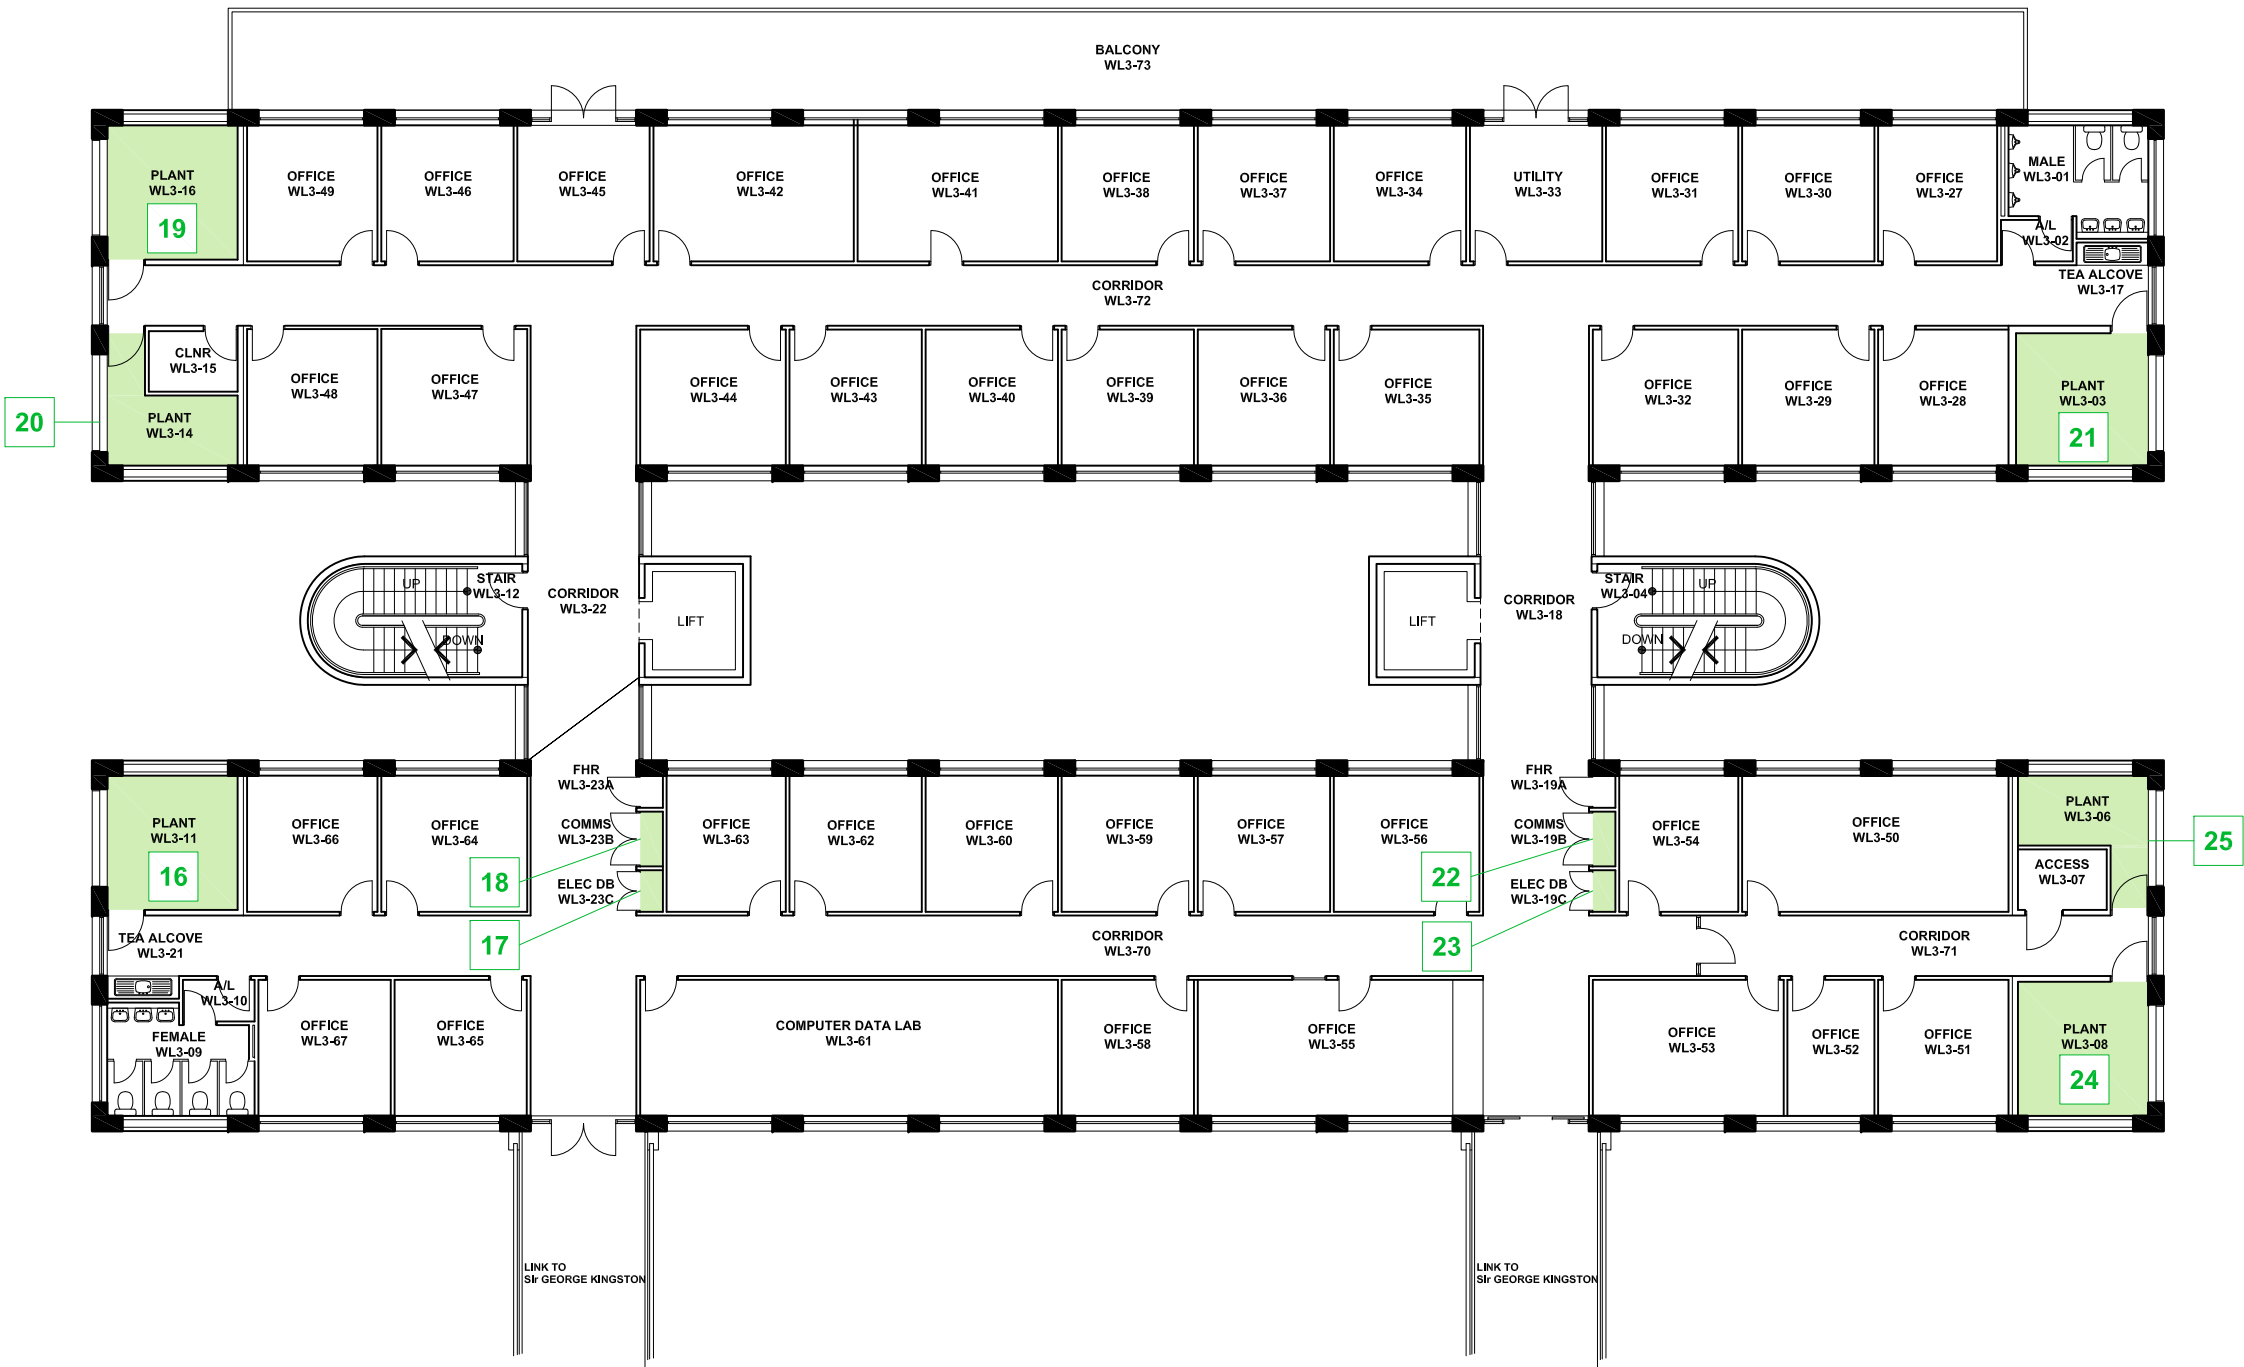 BALCONY
WL3-73
PLANT
WL3-16
19
OFFICE
WL3-49
OFFICE
WL3-46
OFFICE
WL3-45
OFFICE
WL3-42
OFFICE
WL3-41
OFFICE
WL3-38
OFFICE
WL3-37
OFFICE
WL3-34
UTILITY
WL3-33
OFFICE
WL3-31
OFFICE
WL3-30
OFFICE
WL3-27
MALE
WL3-01
A/L
WL3-02
TEA ALCOVE
WL3-17
CORRIDOR
WL3-72
CLNR
WL3-15
PLANT
WL3-14
20
OFFICE
WL3-48
OFFICE
WL3-47
OFFICE
WL3-44
OFFICE
WL3-43
OFFICE
WL3-40
OFFICE
WL3-39
OFFICE
WL3-36
OFFICE
WL3-35
OFFICE
WL3-32
OFFICE
WL3-29
OFFICE
WL3-28
PLANT
WL3-03
21
UP
STAIR
WL3-12
DOWN
CORRIDOR
WL3-22
LIFT
LIFT
CORRIDOR
WL3-18
STAIR
WL3-04
UP
DOWN
PLANT
WL3-11
16
OFFICE
WL3-66
OFFICE
WL3-64
FHR
WL3-23A
COMMS
WL3-23B
18
ELEC DB
WL3-23C
17
OFFICE
WL3-63
OFFICE
WL3-62
OFFICE
WL3-60
OFFICE
WL3-59
OFFICE
WL3-57
OFFICE
WL3-56
FHR
WL3-19A
COMMS
WL3-19B
22
ELEC DB
WL3-19C
23
OFFICE
WL3-54
OFFICE
WL3-50
PLANT
WL3-06
25
ACCESS
WL3-07
TEA ALCOVE
WL3-21
CORRIDOR
WL3-70
CORRIDOR
WL3-71
A/L
WL3-10
FEMALE
WL3-09
OFFICE
WL3-67
OFFICE
WL3-65
COMPUTER DATA LAB
WL3-61
OFFICE
WL3-58
OFFICE
WL3-55
OFFICE
WL3-53
OFFICE
WL3-52
OFFICE
WL3-51
PLANT
WL3-08
24
LINK TO
Sir GEORGE KINGSTON
LINK TO
Sir GEORGE KINGSTON